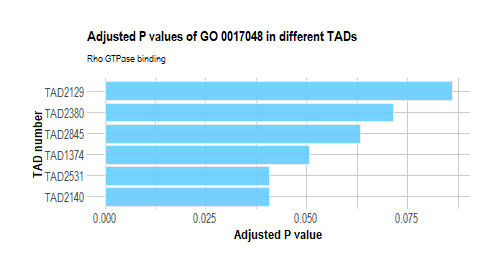 Adjusted P values of GO 0017048 in different TADs
Rho GTPase binding
TAD2129
TAD2380
TAD2845
TAD1374
TAD2531
TAD2140
TAD number
0.000 0.025 0.050 0.075
Adjusted P value